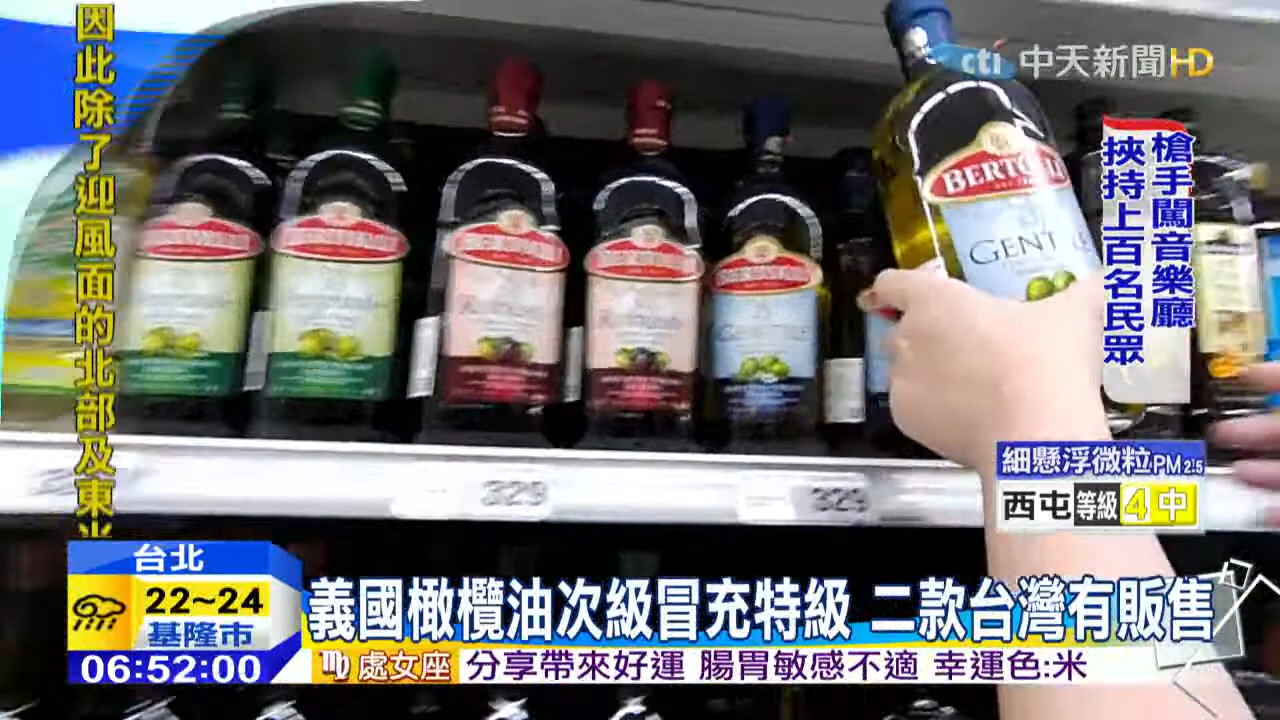 因此除了迎風面的北部及東
cti 中天新聞HD
槍手闖音樂廳
挾持上百名民眾
BERTOLLI
GENT
329
329
細懸浮微粒PM2.5
西屯等級4中
台北
22~24
基隆市
06:52:00
義國橄欖油次級冒充特級 二款台灣有販售
處女座 分享帶來好運 腸胃敏感不適 幸運色:米